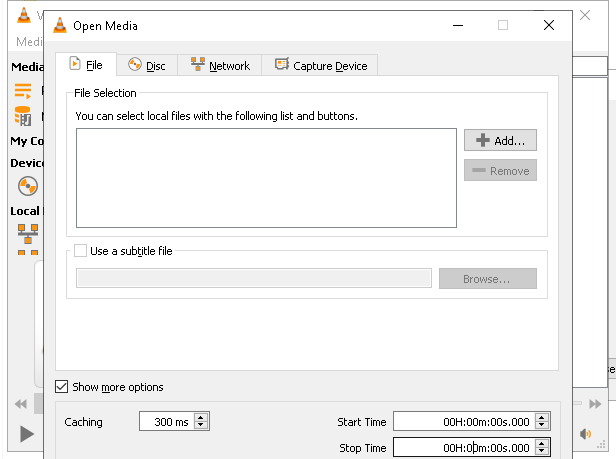 V
Open Media
Medi
Media
File
Disc
Network
Capture Device
File Selection
You can select local files with the following list and buttons.
Add...
Remove
My Co
Device
Local
Use a subtitle file
Browse...
Show more options
Caching
300 ms
Start Time
00H:00m:00s.000
Stop Time
00H:00m:00s.000